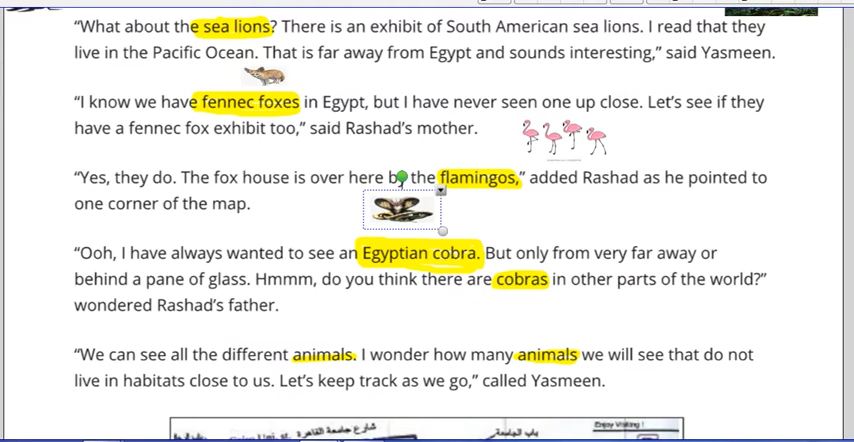 “What about the sea lions? There is an exhibit of South American sea lions. I read that they
live in the Pacific Ocean. That is far away from Egypt and sounds interesting,” said Yasmeen.
“I know we have fennec foxes in Egypt, but I have never seen one up close. Let’s see if they
have a fennec fox exhibit too,” said Rashad’s mother.
“Yes, they do. The fox house is over here by the flamingos,” added Rashad as he pointed to
one corner of the map.
“Ooh, I have always wanted to see an Egyptian cobra. But only from very far away or
behind a pane of glass. Hmmm, do you think there are cobras in other parts of the world?”
wondered Rashad’s father.
“We can see all the different animals. I wonder how many animals we will see that do not
live in habitats close to us. Let’s keep track as we go,” called Yasmeen.
شارع جامعة القاهرة
باب الجامعة
Enjoy Visiting !